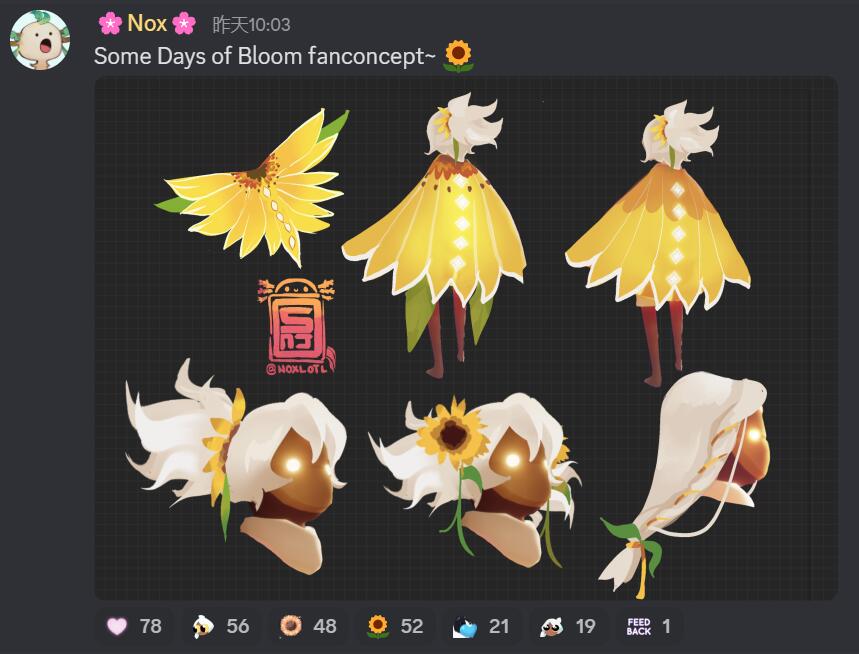 🌸 Nox 🌸 昨天10:03
Some Days of Bloom fanconcept~ 🌻
@NOXLOTL
78 56 48 52 21 19 FEED BACK 1